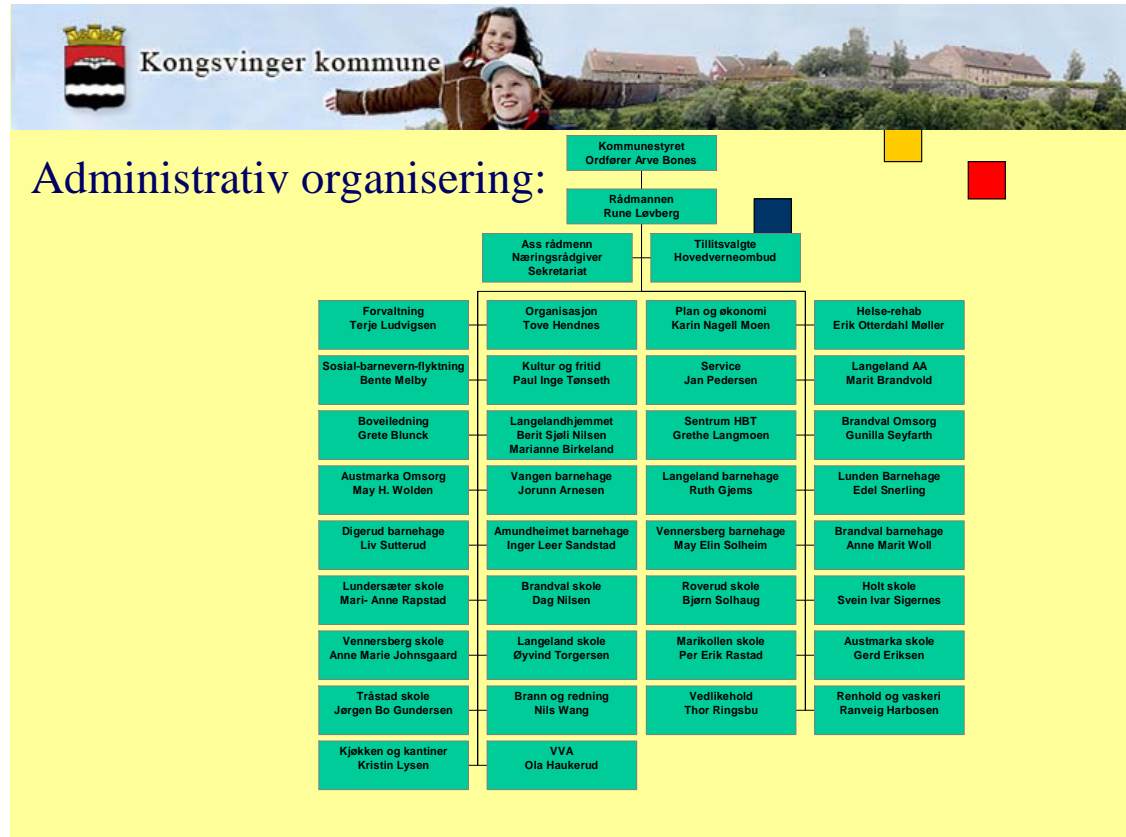 Kongsvinger kommune
Administrativ organisering:
Kommunestyret
Ordfører Arve Bones
Rådmannen
Rune Løvberg
Ass rådmenn
Næringsrådgiver
Sekretariat
Tillitsvalgte
Hovedverneombud
Forvaltning
Terje Ludvigsen
Organisasjon
Tove Hendnes
Plan og økonomi
Karin Nagell Moen
Helse-rehab
Erik Otterdahl Møller
Sosial-barnevern-flyktning
Bente Melby
Kultur og fritid
Paul Inge Tønseth
Service
Jan Pedersen
Langeland AA
Marit Brandvold
Boveiledning
Grete Blunck
Langelandhjemmet
Berit Sjøli Nilsen
Marianne Birkeland
Sentrum HBT
Grethe Langmoen
Brandval Omsorg
Gunilla Seyfarth
Austmarka Omsorg
May H. Wolden
Vangen barnehage
Jorunn Arnesen
Langeland barnehage
Ruth Gjems
Lunden Barnehage
Edel Snerling
Digerud barnehage
Liv Sutterud
Amundheimet barnehage
Inger Leer Sandstad
Vennersberg barnehage
May Elin Solheim
Brandval barnehage
Anne Marit Woll
Lundersæter skole
Mari- Anne Rapstad
Brandval skole
Dag Nilsen
Roverud skole
Bjørn Solhaug
Holt skole
Svein Ivar Sigernes
Vennersberg skole
Anne Marie Johnsgaard
Langeland skole
Øyvind Torgersen
Marikollen skole
Per Erik Rastad
Austmarka skole
Gerd Eriksen
Tråstad skole
Jørgen Bo Gundersen
Brann og redning
Nils Wang
Vedlikehold
Thor Ringsbu
Renhold og vaskeri
Ranveig Harbosen
Kjøkken og kantiner
Kristin Lysen
VVA
Ola Haukerud